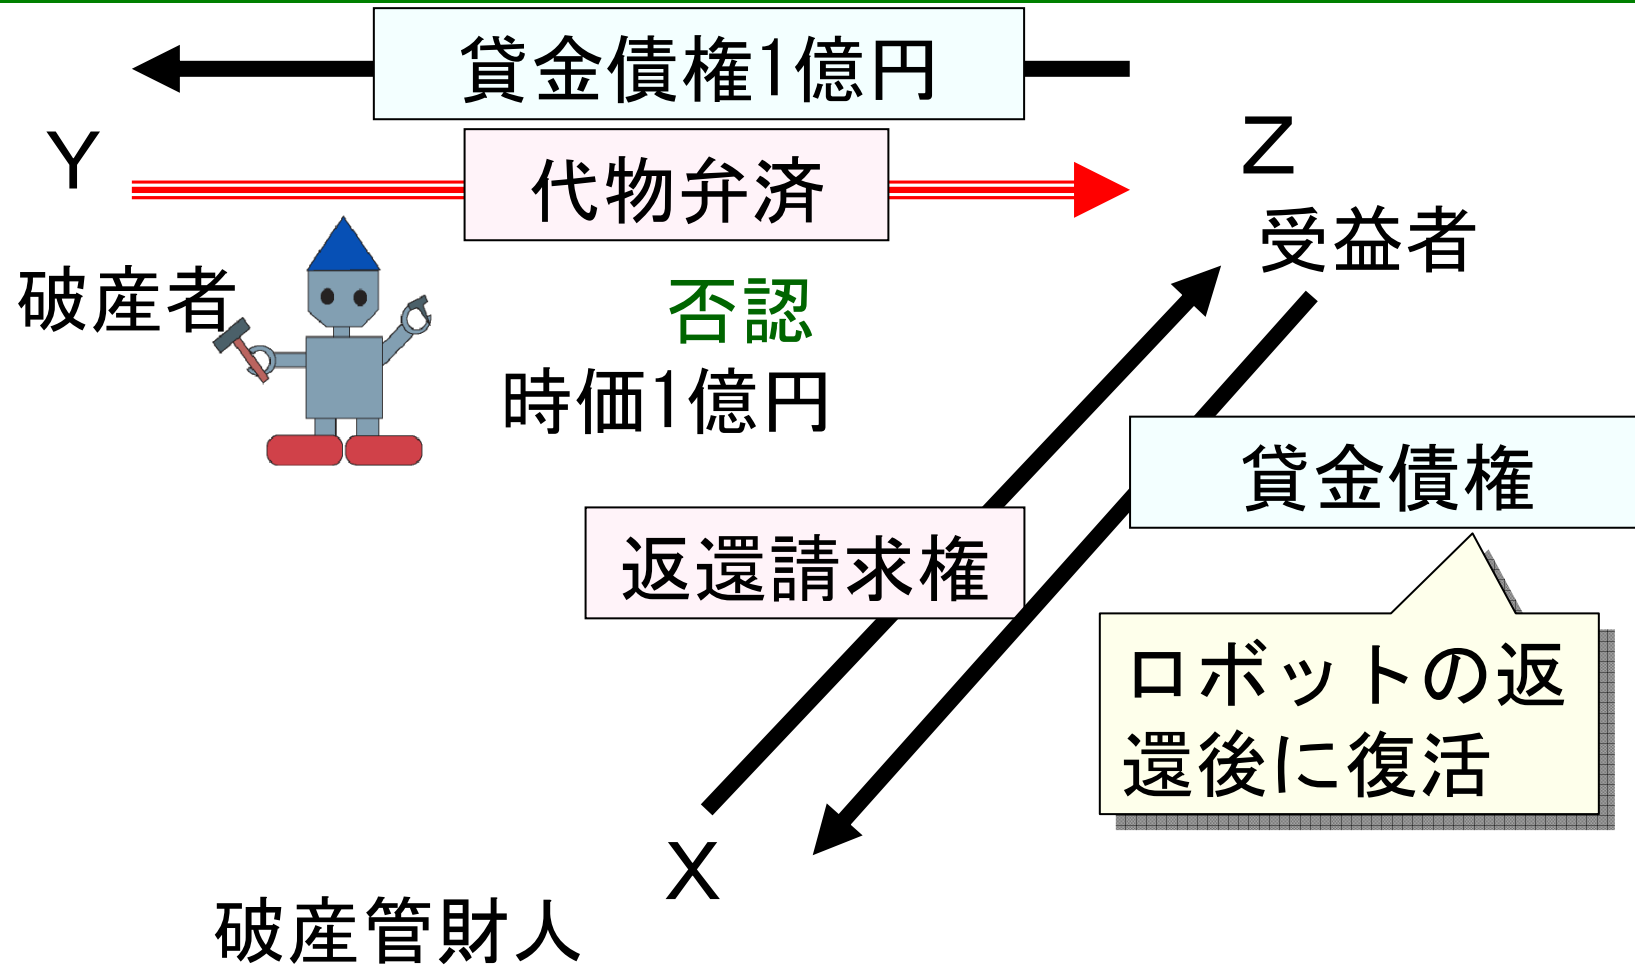 貸金債権1億円
Y
代物弁済
Z
受益者
破産者
否認
時価1億円
貸金債権
返還請求権
ロボットの返
還後に復活
X
破産管財人